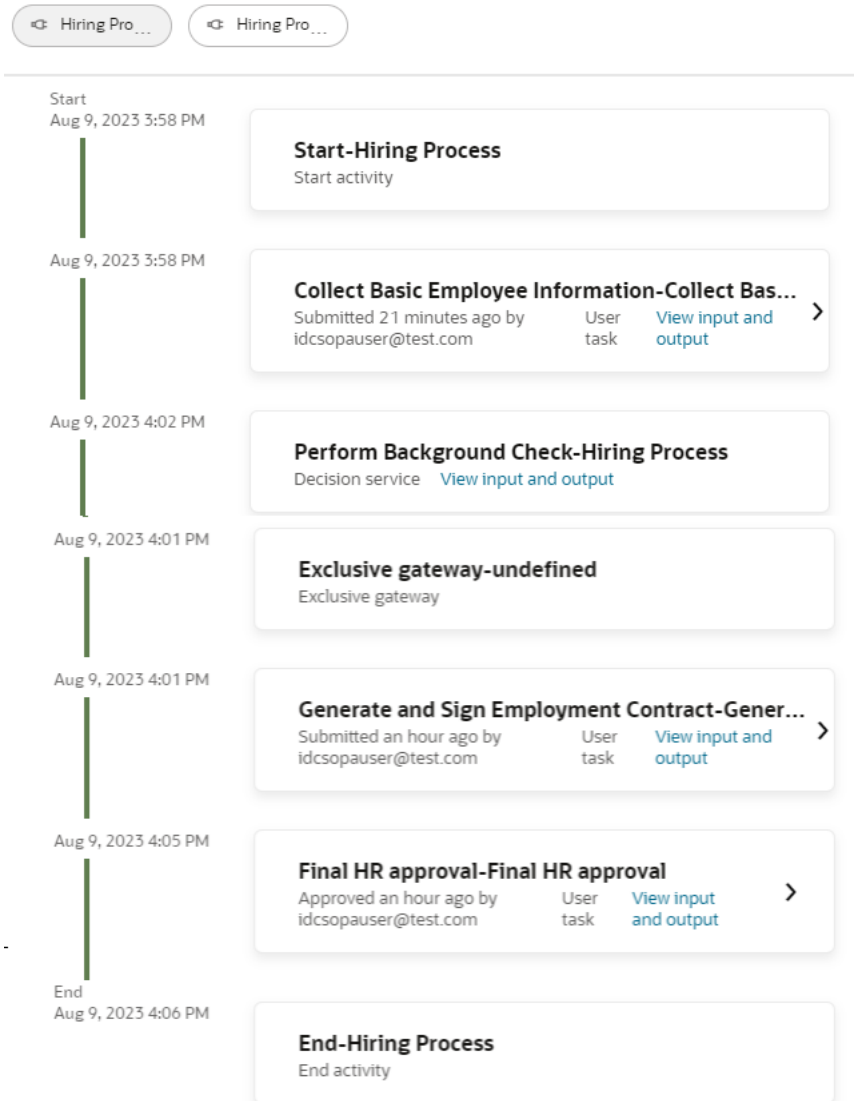 Hiring Pro... Hiring Pro...
Start
Aug 9, 2023 3:58 PM
Start-Hiring Process
Start activity
Aug 9, 2023 3:58 PM
Collect Basic Employee Information-Collect Bas...
Submitted 21 minutes ago by User View input and
idcsopauser@test.com task output
Aug 9, 2023 4:02 PM
Perform Background Check-Hiring Process
Decision service View input and output
Aug 9, 2023 4:01 PM
Exclusive gateway-undefined
Exclusive gateway
Aug 9, 2023 4:01 PM
Generate and Sign Employment Contract-Gener...
Submitted an hour ago by User View input and
idcsopauser@test.com task output
Aug 9, 2023 4:05 PM
Final HR approval-Final HR approval
Approved an hour ago by User View input
idcsopauser@test.com task and output
End
Aug 9, 2023 4:06 PM
End-Hiring Process
End activity